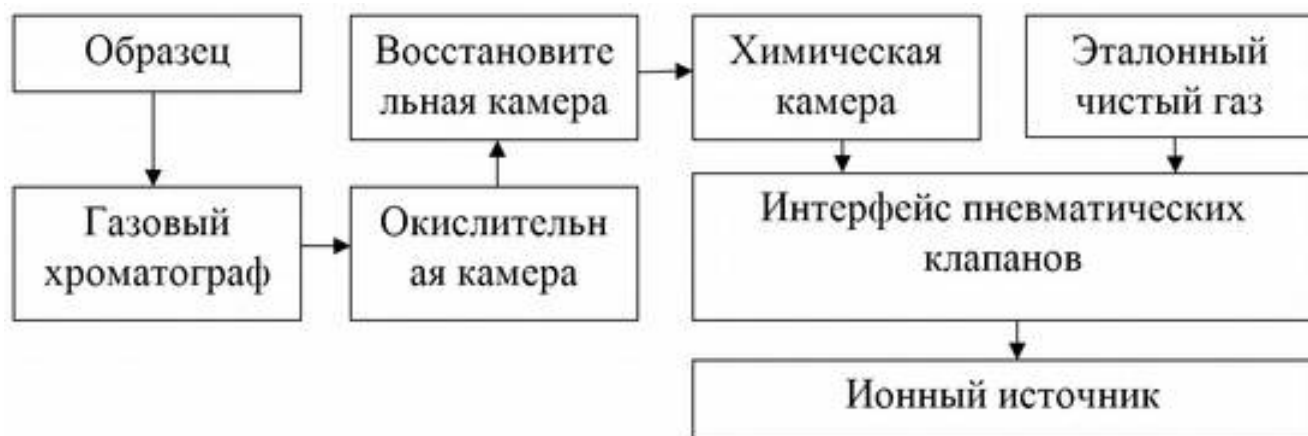 Образец
Восстановите
льная камера
Химическая
камера
Эталонный
чистый газ
Газовый
хроматограф
Окислительн
ая камера
Интерфейс пневматических
клапанов
Ионный источник